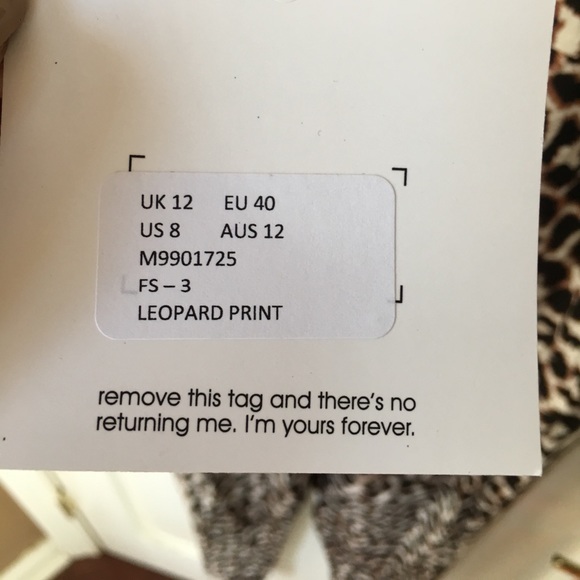 UK 12 EU 40
US 8 AUS 12
M9901725
FS – 3
LEOPARD PRINT
remove this tag and there's no
returning me. I'm yours forever.